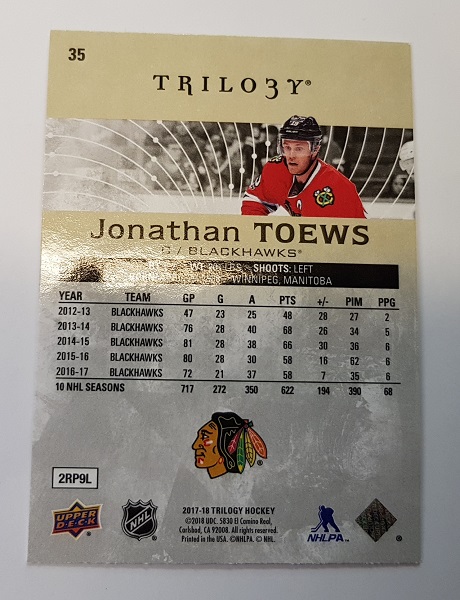 35
TRILO3Y®
Jonathan TOEWS
C / BLACKHAWKS®
SHOOTS: LEFT
WINNIPEG, MANITOBA
YEAR TEAM GP G A PTS +/- PIM PPG
2012-13 BLACKHAWKS 47 23 25 48 28 27 2
2013-14 BLACKHAWKS 76 28 40 68 26 34 5
2014-15 BLACKHAWKS 81 28 38 66 30 36 6
2015-16 BLACKHAWKS 80 28 30 58 16 62 6
2016-17 BLACKHAWKS 72 21 37 58 7 35 6
10 NHL SEASONS 717 272 350 622 194 390 68
2RP9L
UPPER DECK
NHL
2017-18 TRILOGY HOCKEY
©2018 UDC. 5830 El Camino Real,
Carlsbad, CA 92008. All rights reserved.
Printed in the USA. ©NHLPA. © NHL.
NHLPA